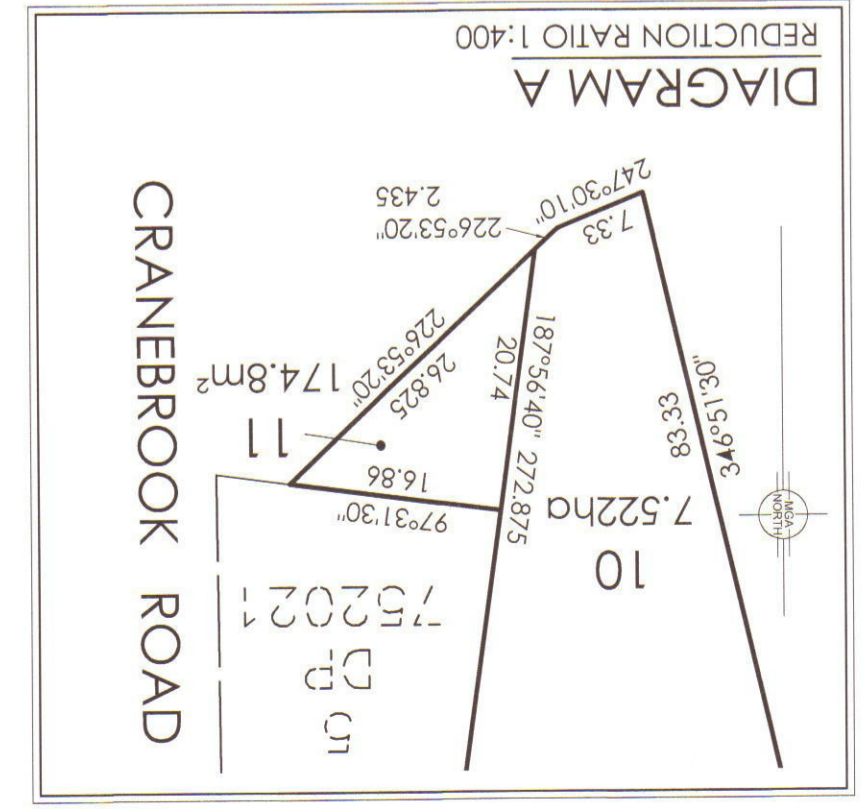 DIAGRAM A
REDUCTION RATIO 1:400
5
DP
752021
10
7.522ha
MGA
NORTH
346°51'30"
83.33
187°56'40" 272.875
20.74
97°31'30"
16.86
11
174.8m²
26.825
226°53'20"
226°53'20"
2.435
7.33
247°30'10"
CRANEBROOK ROAD